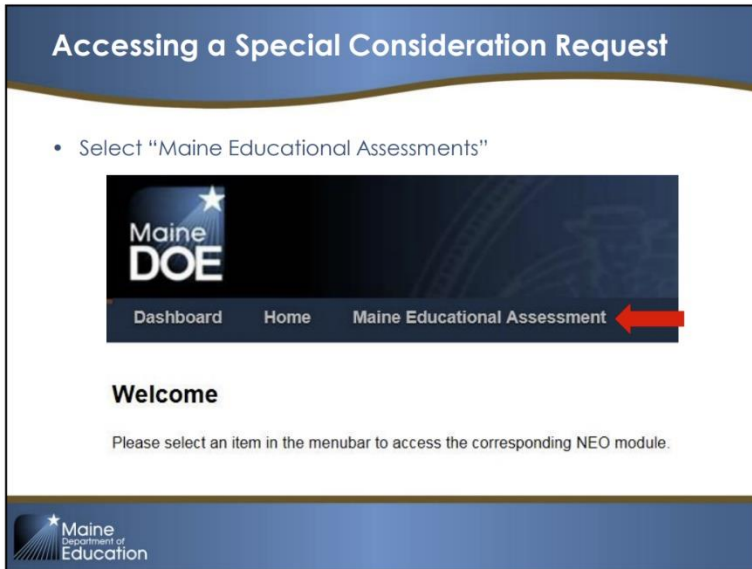 Accessing a Special Consideration Request
• Select “Maine Educational Assessments”
Maine
DOE
Dashboard Home Maine Educational Assessment
Welcome
Please select an item in the menubar to access the corresponding NEO module.
Maine
Department of
Education